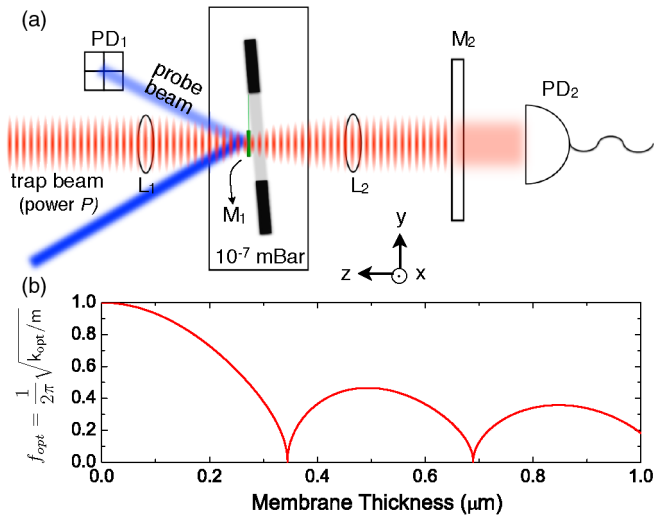 (a)
PD₁
M₂
PD₂
probe
beam
trap beam
(power P)
L₁
L₂
M₁
10⁻⁷ mBar
y
z
x
(b)
f_opt = 1/2π √k_opt/m
1.0
0.8
0.6
0.4
0.2
0.0
0.0 0.2 0.4 0.6 0.8 1.0
Membrane Thickness (μm)